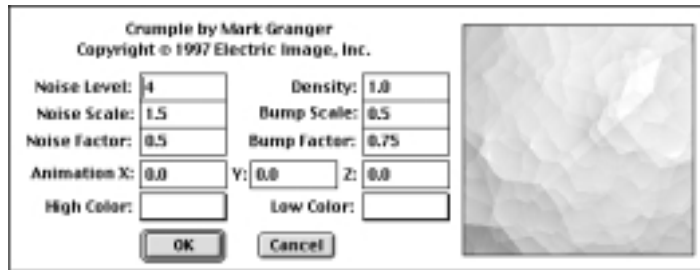 Crumple by Mark Granger
Copyright © 1997 Electric Image, Inc.
Noise Level: 4 Density: 1.0
Noise Scale: 1.5 Bump Scale: 0.5
Noise Factor: 0.5 Bump Factor: 0.75
Animation X: 0.0 Y: 0.0 Z: 0.0
High Color: Low Color:
OK Cancel